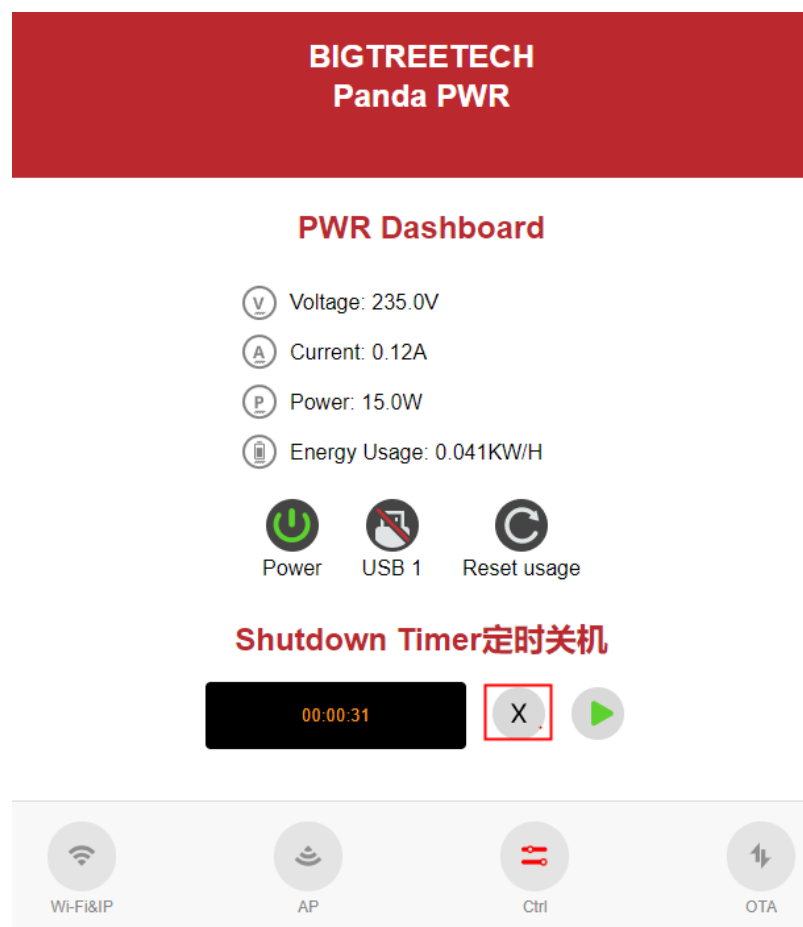 BIGTREETECH
Panda PWR
PWR Dashboard
V Voltage: 235.0V
A Current: 0.12A
P Power: 15.0W
Energy Usage: 0.041KW/H
Power USB 1 Reset usage
Shutdown Timer定时关机
00:00:31 X
Wi-Fi&IP AP Ctrl OTA